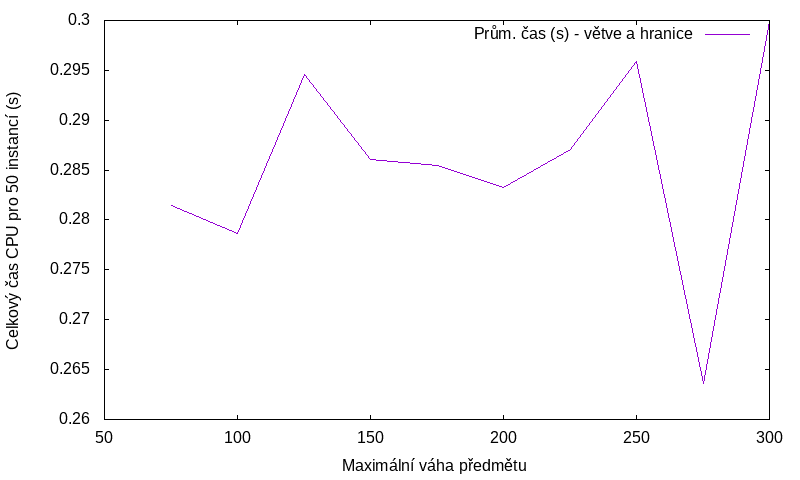 Prům. čas (s) - větve a hranice
Celkový čas CPU pro 50 instancí (s)
0.3
0.295
0.29
0.285
0.28
0.275
0.27
0.265
0.26
50 100 150 200 250 300
Maximální váha předmětu